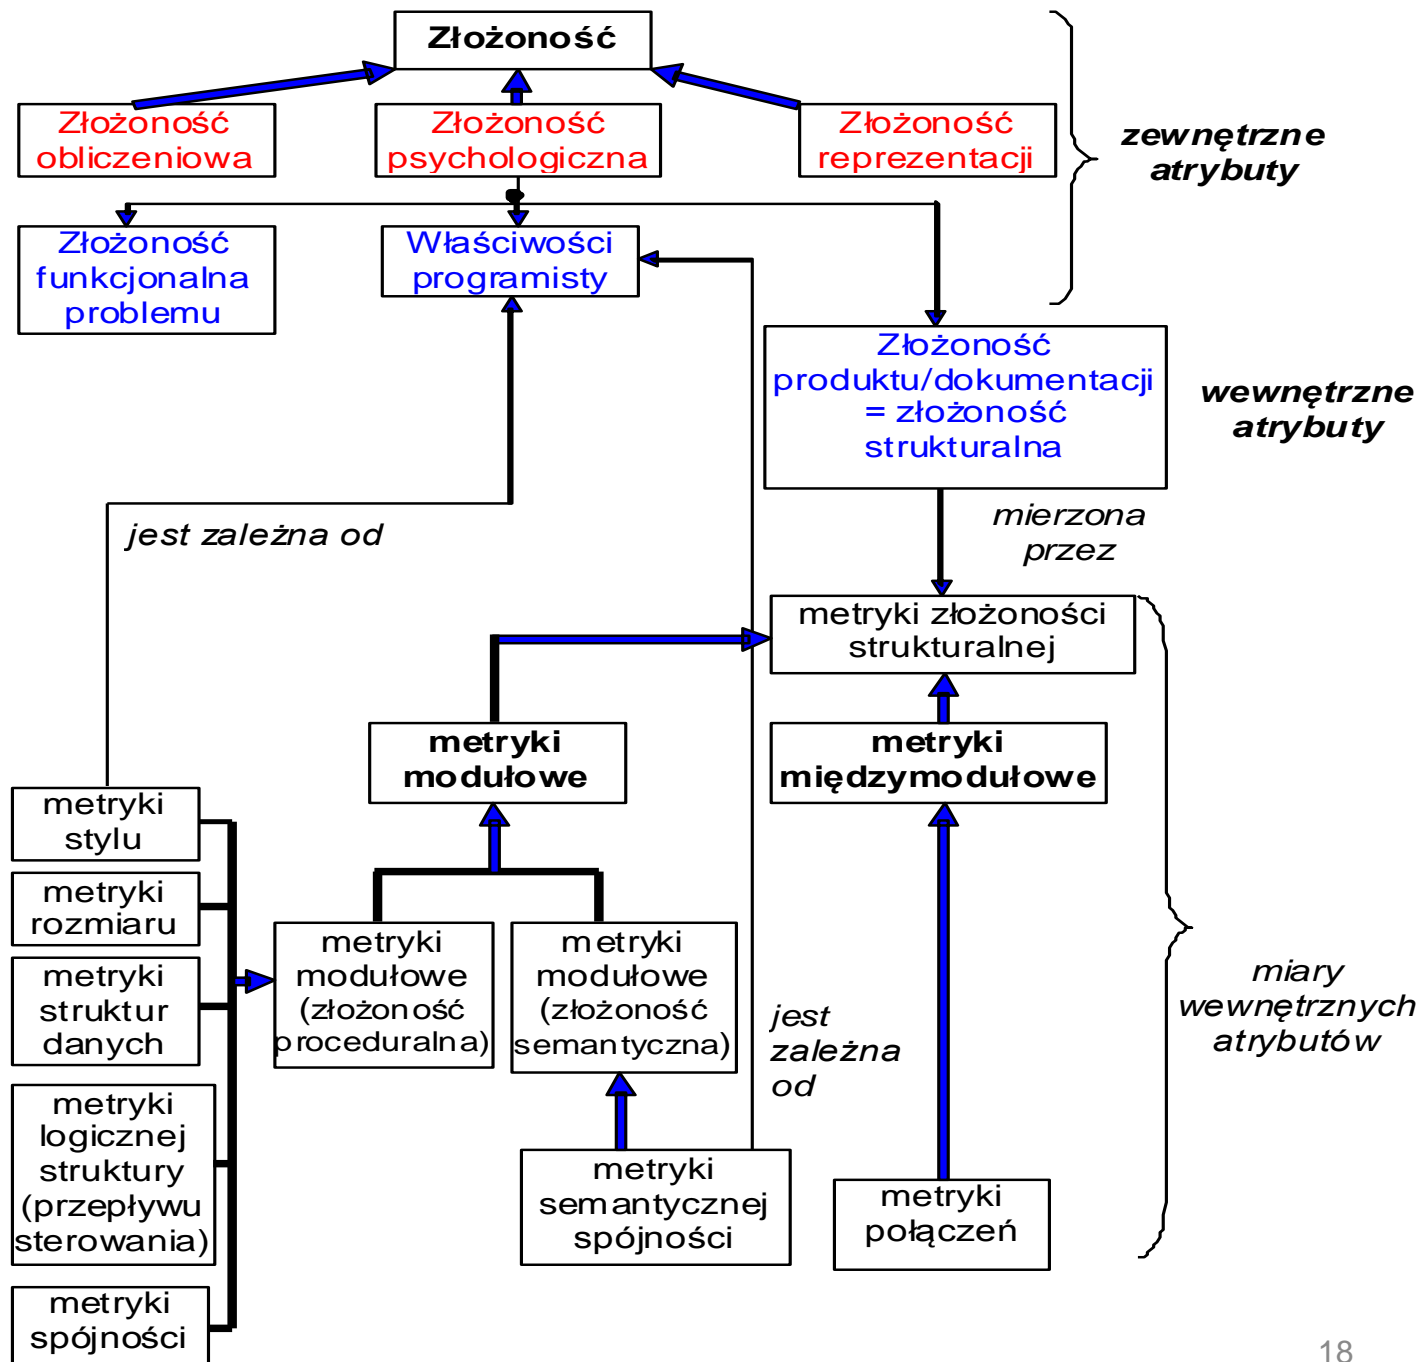 Złożoność
Złożoność
obliczeniowa
Złożoność
psychologiczna
Złożoność
reprezentacji
zewnętrzne
atrybuty
Złożoność
funkcjonalna
problemu
Właściwości
programisty
Złożoność
produktu/dokumentacji
= złożoność
strukturalna
wewnętrzne
atrybuty
jest zależna od
mierzona
przez
metryki złożoności
strukturalnej
metryki
modułowe
metryki
międzymodułowe
metryki
stylu
metryki
rozmiaru
metryki
struktur
danych
metryki
logicznej
struktury
(przepływu
sterowania)
metryki
spójności
metryki
modułowe
(złożoność
proceduralna)
metryki
modułowe
(złożoność
semantyczna)
jest
zależna
od
miary
wewnętrznych
atrybutów
metryki
semantycznej
spójności
metryki
połączeń
18